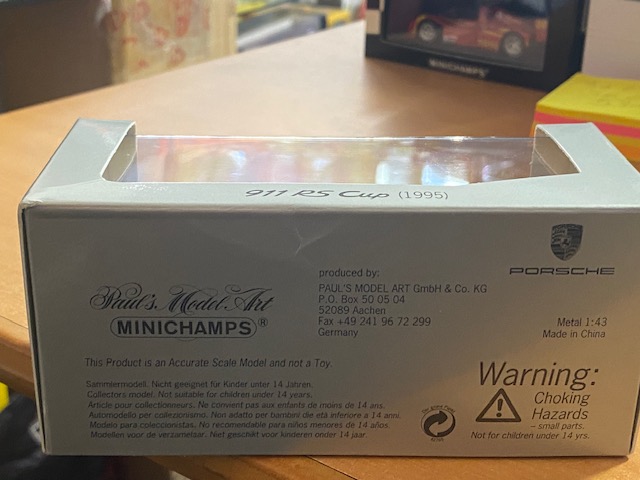 MINICHAMPS
911 RS Cup (1995)
Paul's Model Art
MINICHAMPS®
produced by:
PAUL'S MODEL ART GmbH & Co. KG
P.O. Box 50 05 04
52089 Aachen
Fax +49 241 96 72 299
Germany
PORSCHE
Metal 1:43
Made in China
This Product is an Accurate Scale Model and not a Toy.
Sammlermodell. Nicht geeignet für Kinder unter 14 Jahren.
Collectors model. Not suitable for children under 14 years.
Article pour collectionneurs. Ne convient pas aux enfants de moins de 14 ans.
Automodello per collezionismo. Non adatto per bambini die età inferiore a 14 anni.
Modelo para coleccionistas. No recomendable para niños menores de 14 años.
Modellen voor de verzamelaar. Niet geschikt voor kinderen onder 14 jaar.
Warning:
Choking
Hazards
– small parts.
Not for children under 14 yrs.